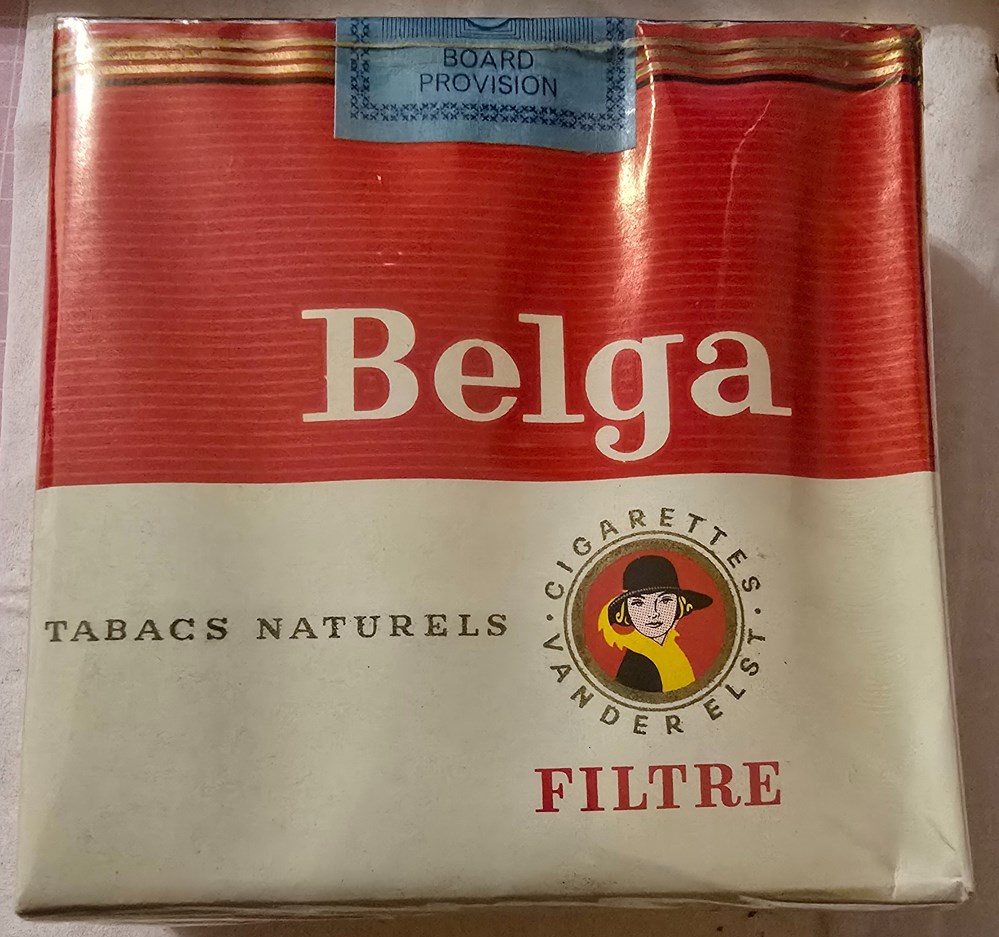 BOARD
PROVISION
Belga
TABACS NATURELS
· CIGARETTES ·
VANDER ELST
FILTRE